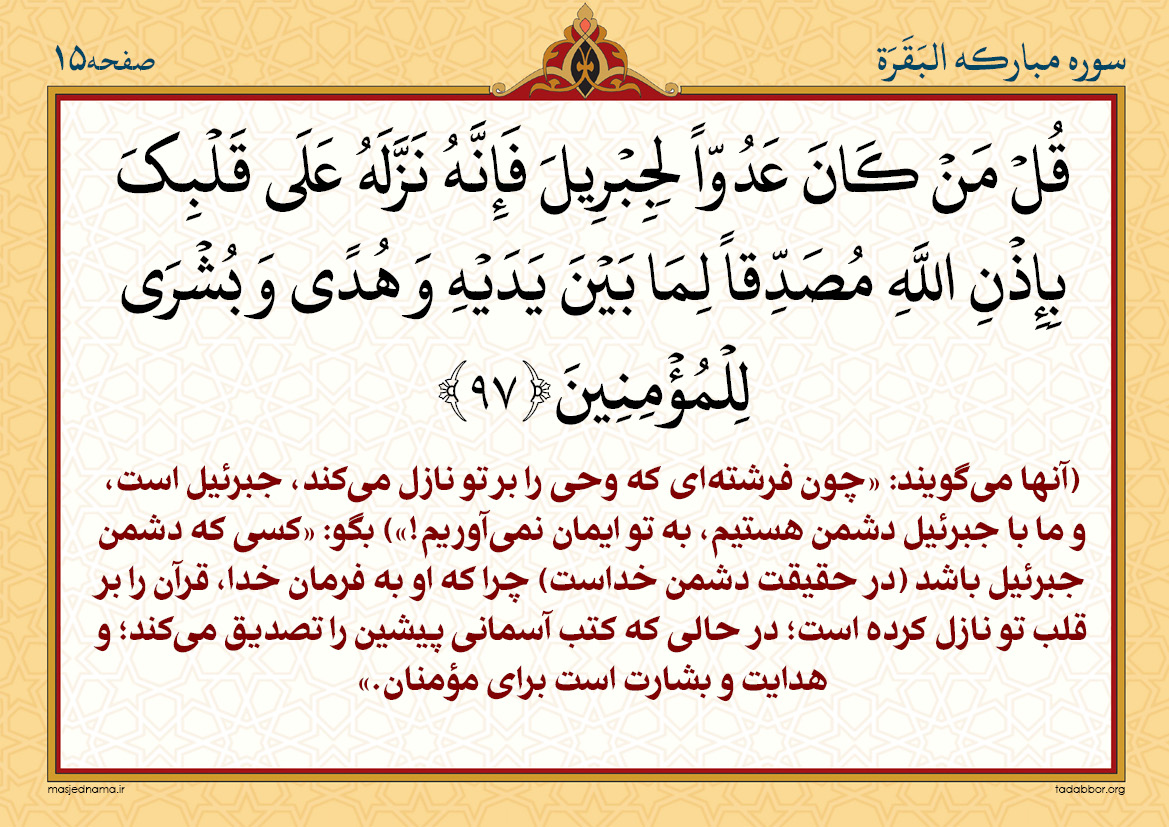 سوره مبارکه البَقَرَة
صفحه۱۵
قُلْ مَنْ کَانَ عَدُوّاً لِجِبْرِیلَ فَإِنَّهُ نَزَّلَهُ عَلَى قَلْبِکَ
بِإِذْنِ اللَّهِ مُصَدِّقاً لِمَا بَیْنَ یَدَیْهِ وَ هُدًى وَ بُشْرَى
لِلْمُؤْمِنِینَ ﴿۹۷﴾
(آنها می‌گویند: «چون فرشته‌ای که وحی را بر تو نازل می‌کند، جبرئیل است،
و ما با جبرئیل دشمن هستیم، به تو ایمان نمی‌آوریم!») بگو: «کسی که دشمن
جبرئیل باشد (در حقیقت دشمن خداست) چرا که او به فرمان خدا، قرآن را بر
قلب تو نازل کرده است؛ در حالی که کتب آسمانی پیشین را تصدیق می‌کند؛ و
هدایت و بشارت است برای مؤمنان.»
masjednama.ir
tadabbor.org